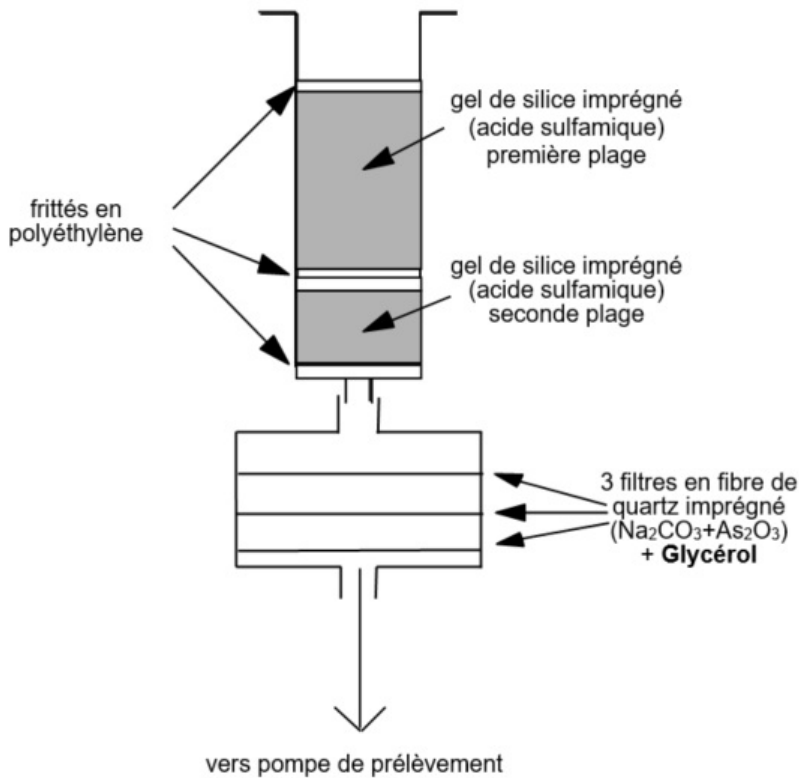 gel de silice imprégné
(acide sulfamique)
première plage
frittés en
polyéthylène
gel de silice imprégné
(acide sulfamique)
seconde plage
3 filtres en fibre de
quartz imprégné
(Na₂CO₃+As₂O₃)
+ Glycérol
vers pompe de prélèvement